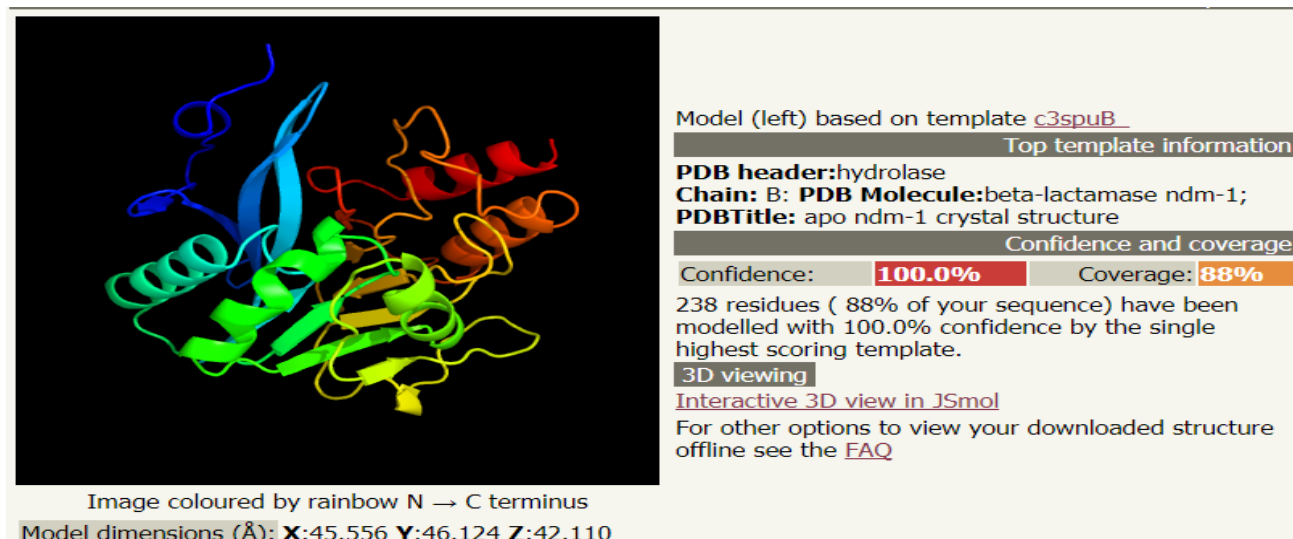 Model (left) based on template c3spuB_
Top template information
PDB header:hydrolase
Chain: B: PDB Molecule:beta-lactamase ndm-1;
PDBTitle: apo ndm-1 crystal structure
Confidence and coverage
Confidence: 100.0% Coverage: 88%
238 residues ( 88% of your sequence) have been
modelled with 100.0% confidence by the single
highest scoring template.
3D viewing
Interactive 3D view in JSmol
For other options to view your downloaded structure
offline see the FAQ
Image coloured by rainbow N → C terminus
Model dimensions (Å): X:45.556 Y:46.124 Z:42.110